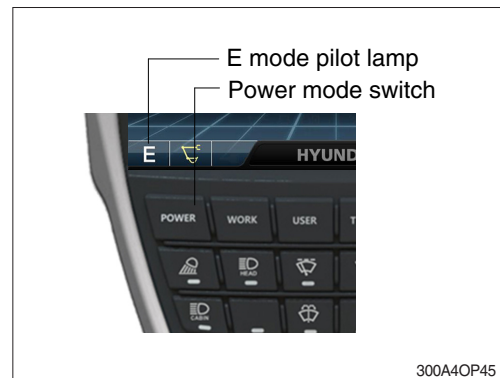 E mode pilot lamp
Power mode switch
E
HYUND
POWER WORK USER T
HEAD
CABIN
300A4OP45